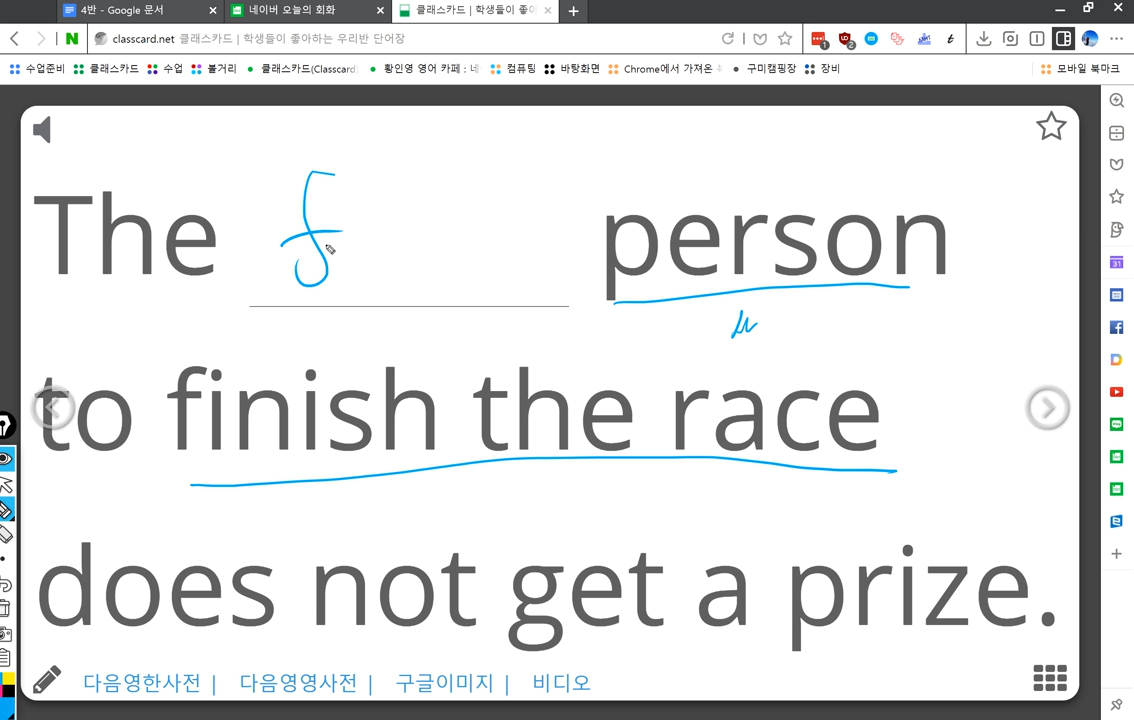 4반 - Google 문서
네이버 오늘의 회화
클래스카드 | 학생들이 좋아
N classcard.net 클래스카드 | 학생들이 좋아하는 우리반 단어장
수업준비 클래스카드 수업 볼거리 클래스카드(Classcard 황인영 영어 카페 : 네 컴퓨팅 바탕화면 Chrome에서 가져온 구미캠핑장 장비 모바일 북마크
The f person
to finish the race
does not get a prize.
다음영한사전 | 다음영영사전 | 구글이미지 | 비디오